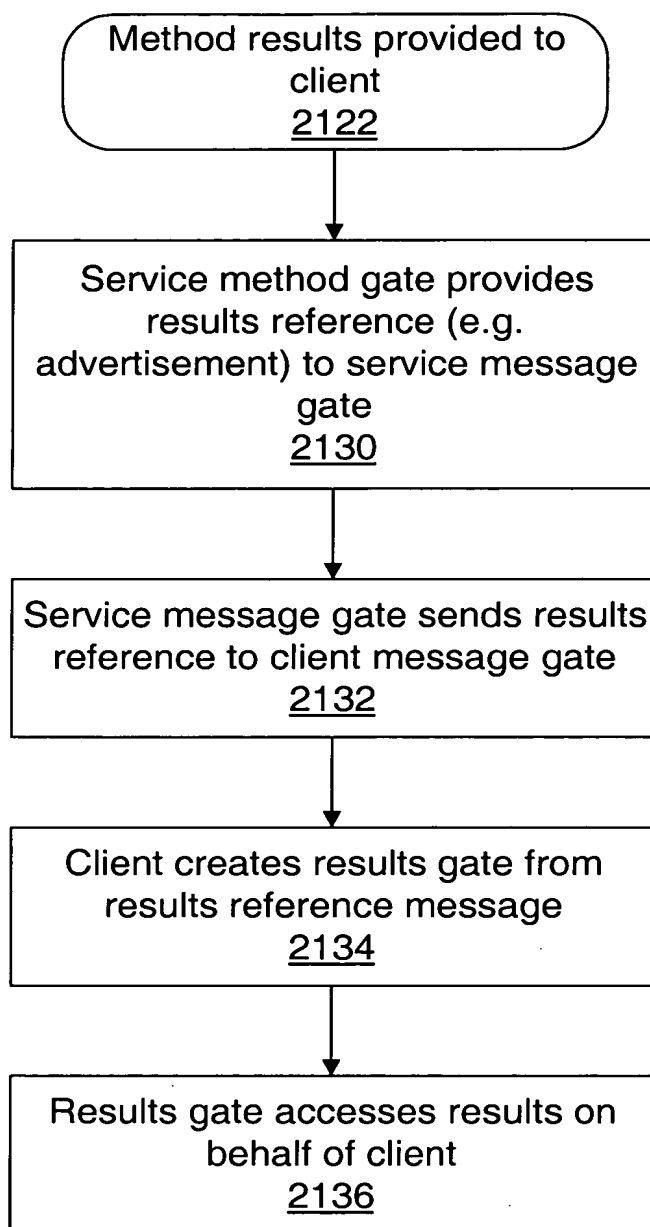 Method results provided to
client
2122
Service method gate provides
results reference (e.g.
advertisement) to service message
gate
2130
Service message gate sends results
reference to client message gate
2132
Client creates results gate from
results reference message
2134
Results gate accesses results on
behalf of client
2136